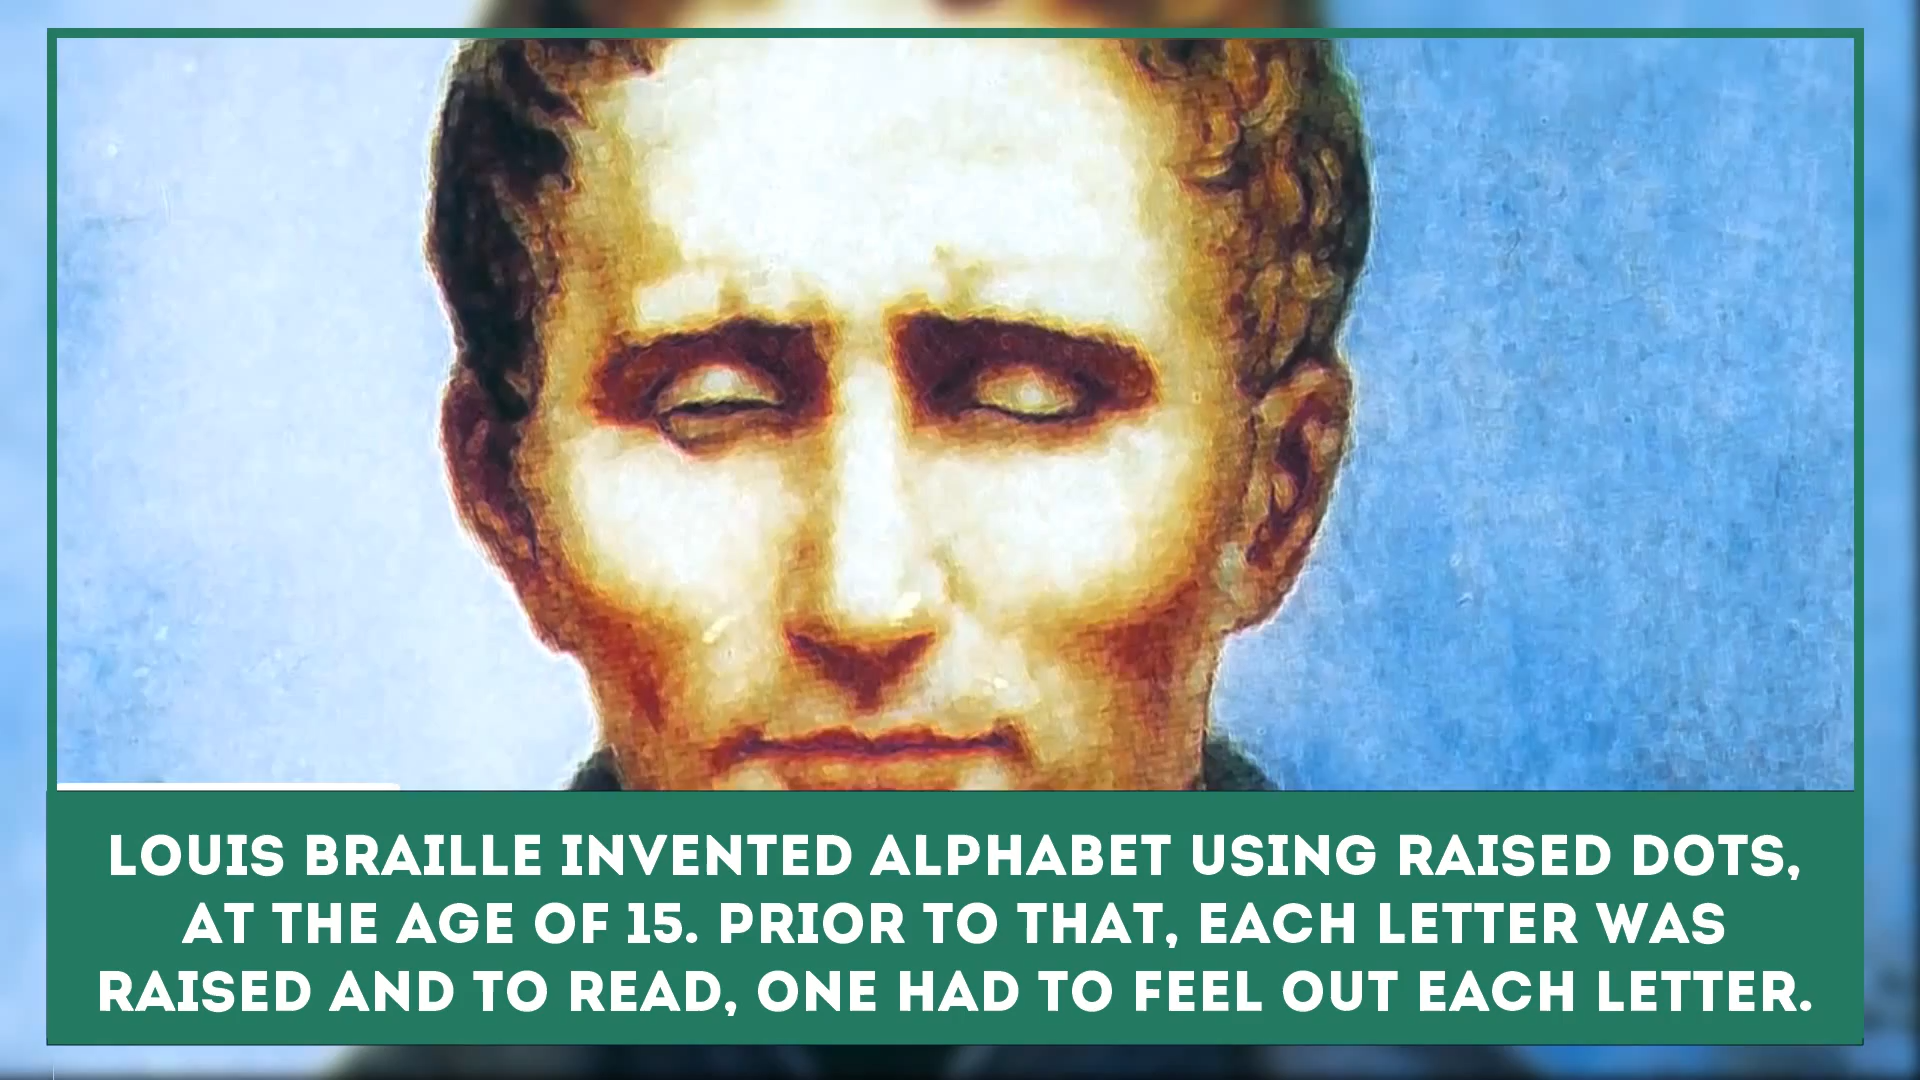 LOUIS BRAILLE INVENTED ALPHABET USING RAISED DOTS,
AT THE AGE OF 15. PRIOR TO THAT, EACH LETTER WAS
RAISED AND TO READ, ONE HAD TO FEEL OUT EACH LETTER.